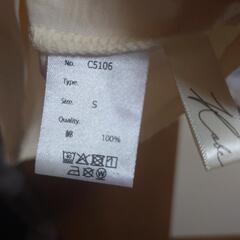 No. C5106
Type.
Size. S
Quality.
綿 100%